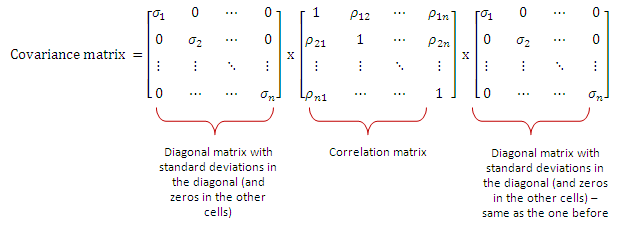 σ₁ 0 ⋯ 0 1 ρ₁₂ ⋯ ρ₁ₙ σ₁ 0 ⋯ 0
0 σ₂ ⋯ 0 ρ₂₁ 1 ⋯ ρ₂ₙ 0 σ₂ ⋯ 0
Covariance matrix = x x
⋮ ⋮ ⋱ ⋮ ⋮ ⋮ ⋱ ⋮ ⋮ ⋮ ⋱ ⋮
0 ⋯ ⋯ σₙ ρₙ₁ ⋯ ⋯ 1 0 ⋯ ⋯ σₙ
Diagonal matrix with
standard deviations in
the diagonal (and
zeros in the other
cells)
Correlation matrix
Diagonal matrix with
standard deviations in
the diagonal (and zeros
in the other cells) –
same as the one before